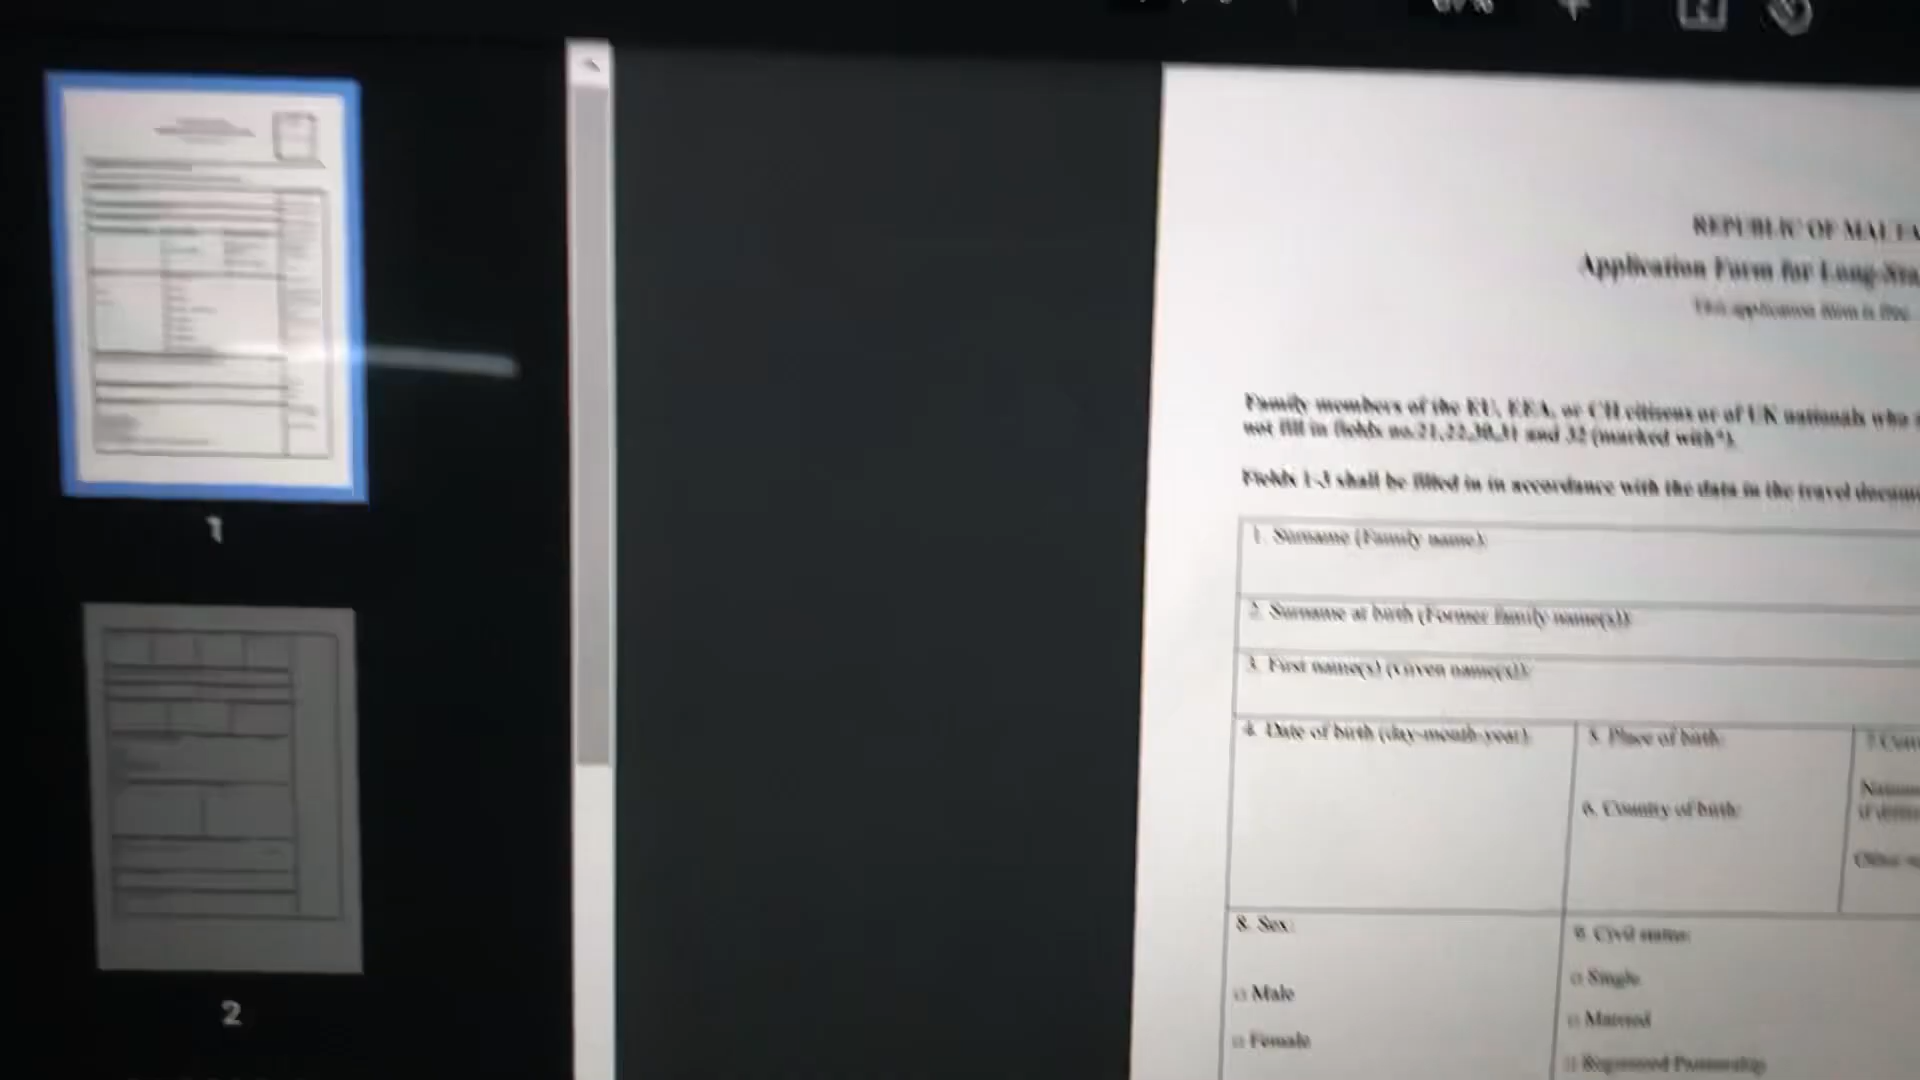 REPUBLIC OF MALTA
Application Form for Long-Sta
This application form is free
Family members of the EU, EEA, or CH citizens or of UK nationals who a
not fill in fields no.21,22,30,31 and 32 (marked with*).
Fields 1-3 shall be filled in in accordance with the data in the travel docum
1. Surname (Family name):
2. Surname at birth (Former family name(s)):
3. First name(s) (Given name(s)):
4. Date of birth (day-month-year):
5. Place of birth:
6. Country of birth:
8. Sex:
Male
Female
9. Civil status:
Single
Married
Registered Partnership
1
2